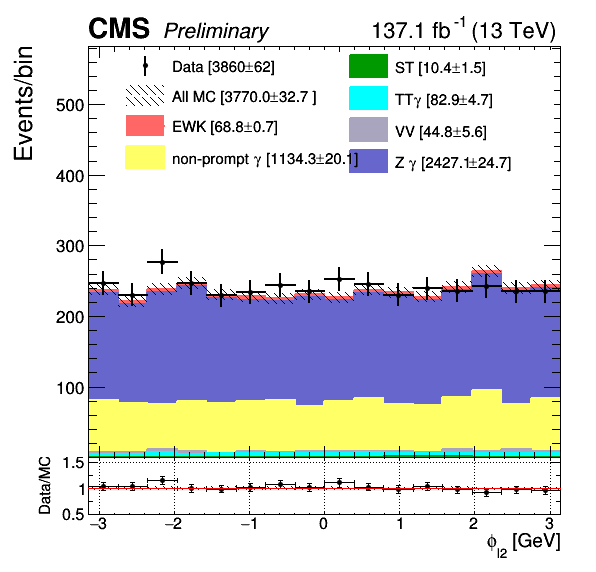 CMS Preliminary 137.1 fb⁻¹ (13 TeV)
Events/bin
Data [3860±62]
All MC [3770.0±32.7 ]
EWK [68.8±0.7]
non-prompt γ [1134.3±20.1]
ST [10.4±1.5]
TTγ [82.9±4.7]
VV [44.8±5.6]
Z γ [2427.1±24.7]
500
400
300
200
100
Data/MC
1.5
1
0.5
−3 −2 −1 0 1 2 3
ϕl2 [GeV]